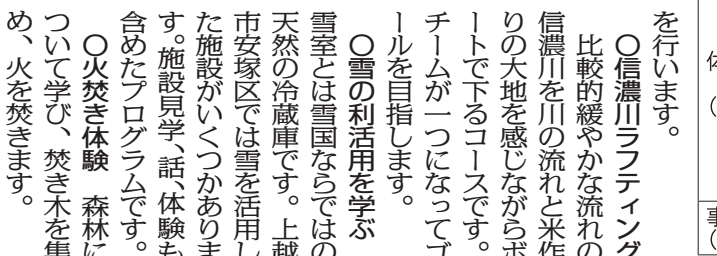 を行います。
〇信濃川ラフティング
比較的緩やかな流れの
信濃川を川の流れと米作
りの大地を感じながらボ
ートで下るコースです。
チームが一つになってゴ
ールを目指します。
〇雪の利活用を学ぶ
雪室とは雪国ならではの
天然の冷蔵庫です。上越
市安塚区では雪を活用し
た施設がいくつかありま
す。施設見学、話、体験も
含めたプログラムです。
〇火焚き体験　森林に
ついて学び、焚き木を集
め、火を焚きます。